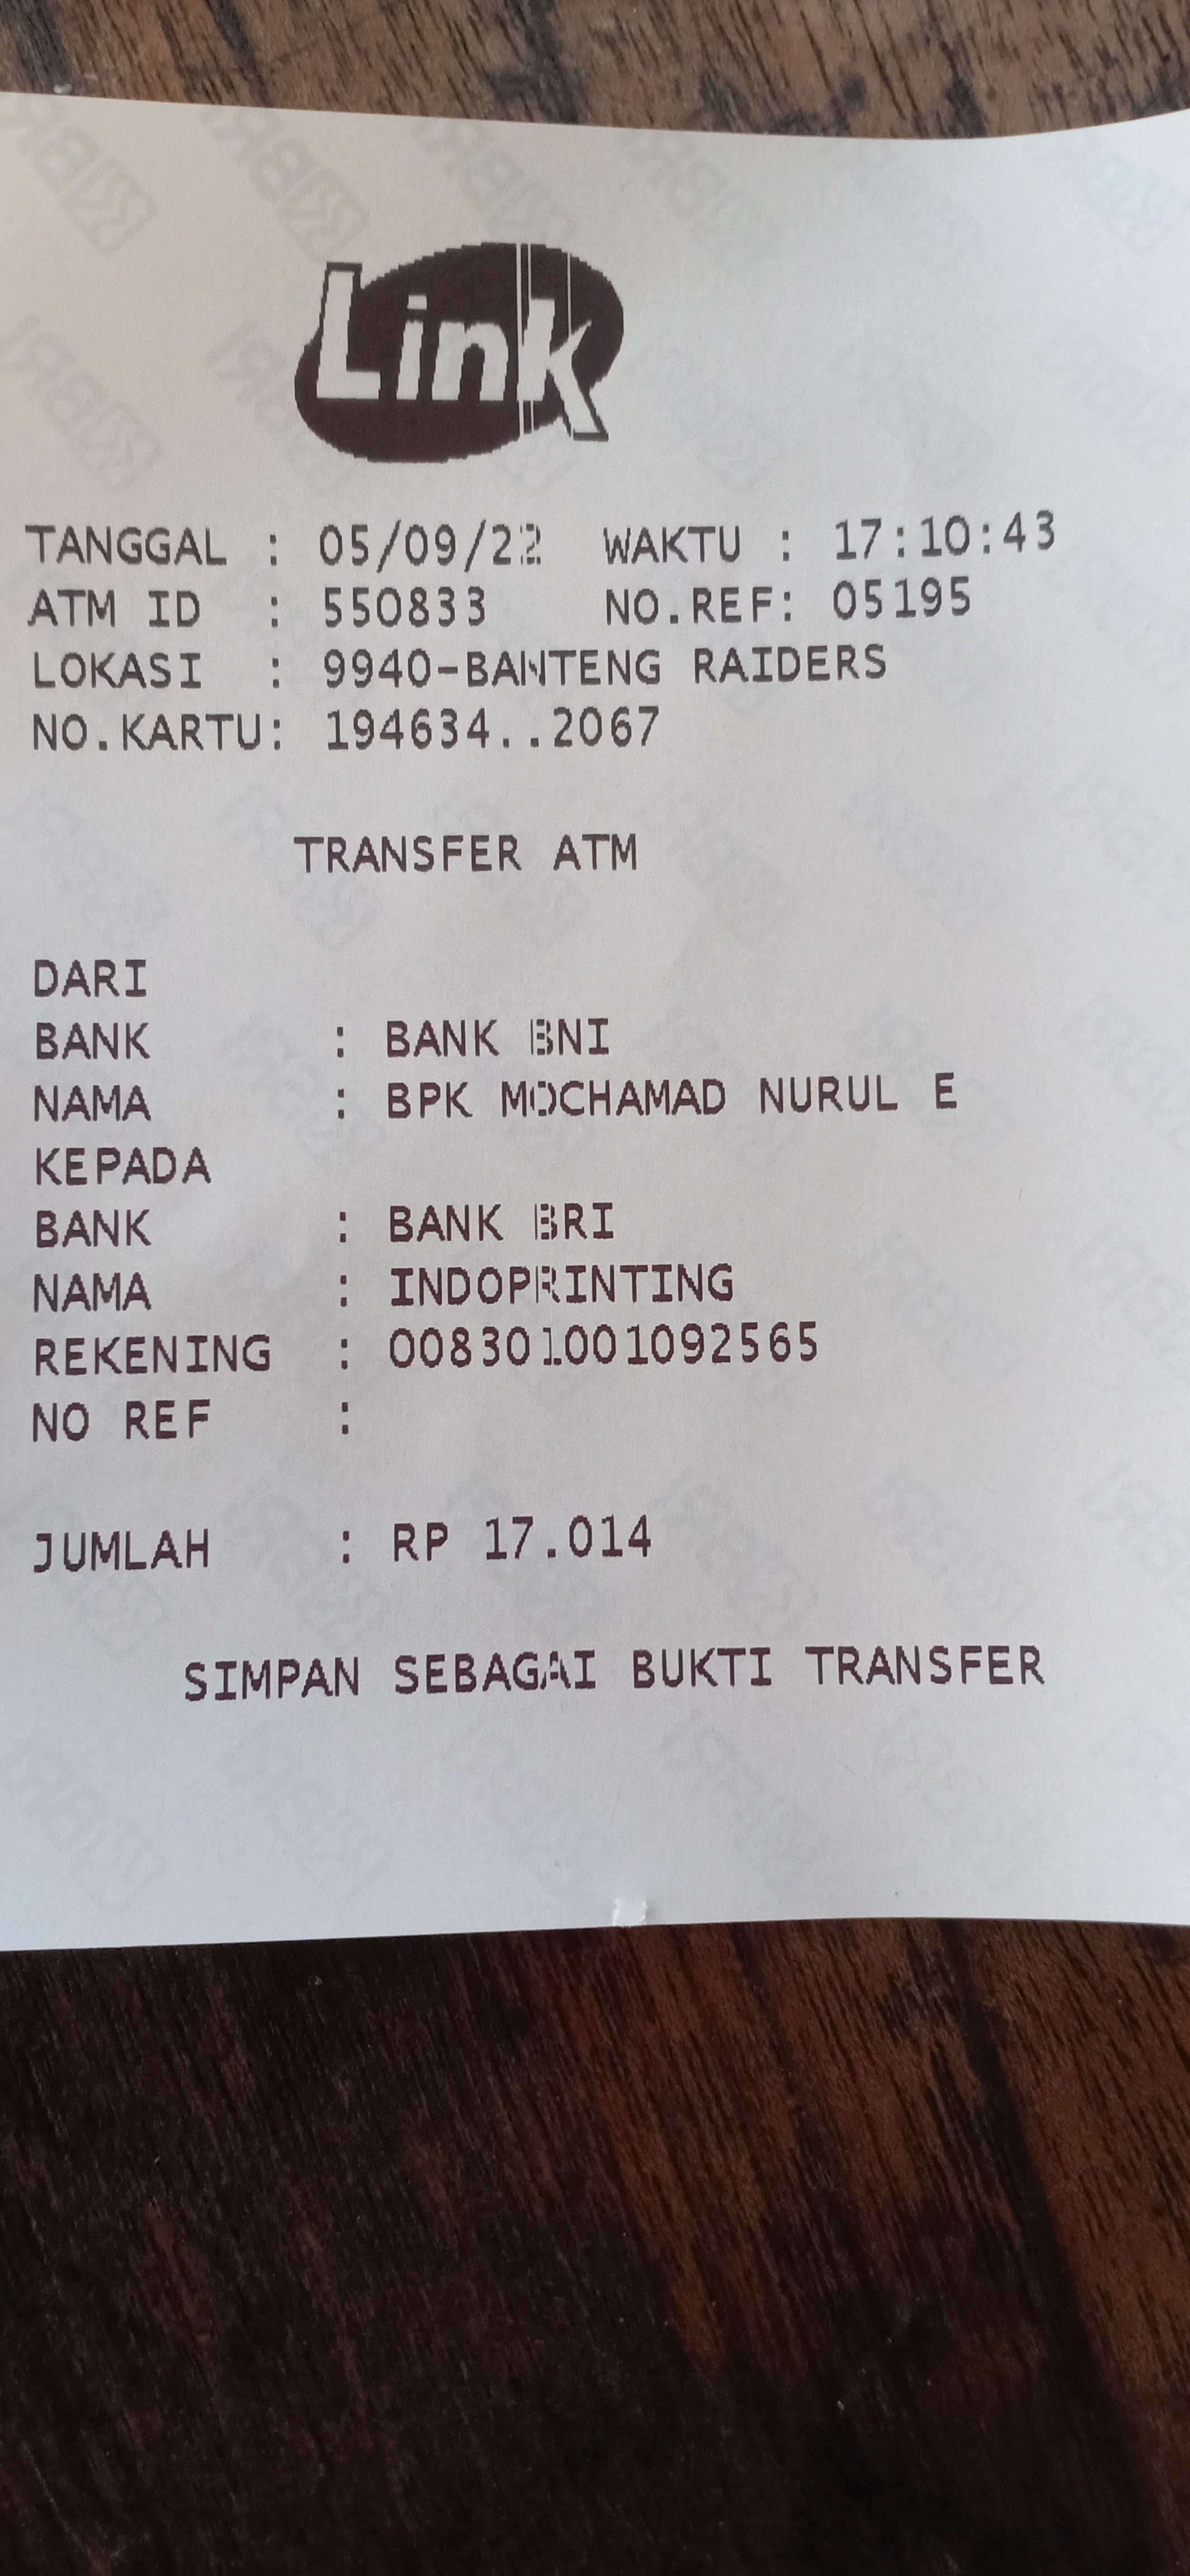 Link
TANGGAL : 05/09/22 WAKTU : 17:10:43
ATM ID : 550833 NO.REF: 05195
LOKASI : 9940-BANTENG RAIDERS
NO.KARTU: 194634..2067
TRANSFER ATM
DARI
BANK : BANK BNI
NAMA : BPK MOCHAMAD NURUL E
KEPADA
BANK : BANK BRI
NAMA : INDOPRINTING
REKENING : 008301001092565
NO REF :
JUMLAH : RP 17.014
SIMPAN SEBAGAI BUKTI TRANSFER